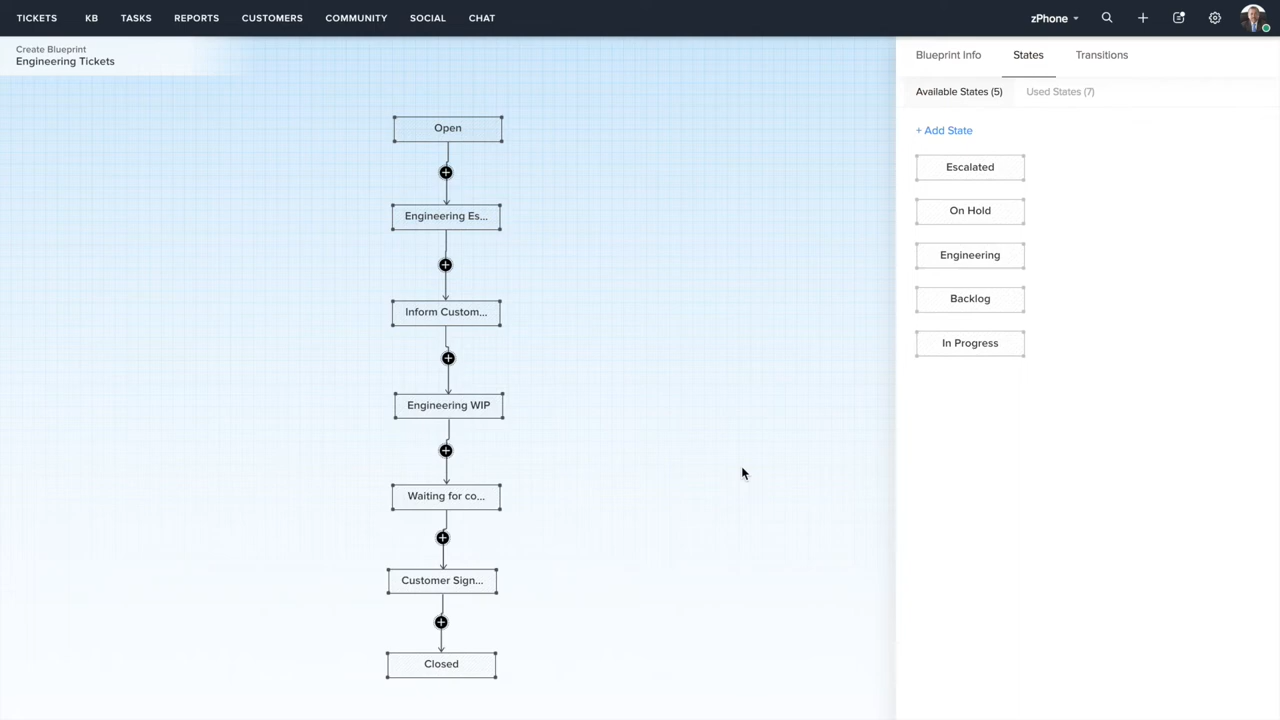 TICKETS KB TASKS REPORTS CUSTOMERS COMMUNITY SOCIAL CHAT zPhone
Create Blueprint
Engineering Tickets
Blueprint Info States Transitions
Available States (5) Used States (7)
+ Add State
Escalated
On Hold
Engineering
Backlog
In Progress
Open
Engineering Es...
Inform Custom...
Engineering WIP
Waiting for co...
Customer Sign...
Closed